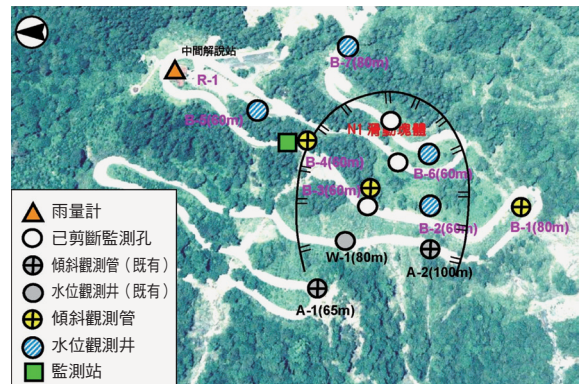 中間解說站
R-1
B-7(80m)
B-5(60m)
N1 滑動塊體
B-4(60m)
B-6(60m)
B-3(60m)
B-2(60m)
B-1(80m)
W-1(80m)
A-2(100m)
A-1(65m)
雨量計
已剪斷監測孔
傾斜觀測管（既有）
水位觀測井（既有）
傾斜觀測管
水位觀測井
監測站